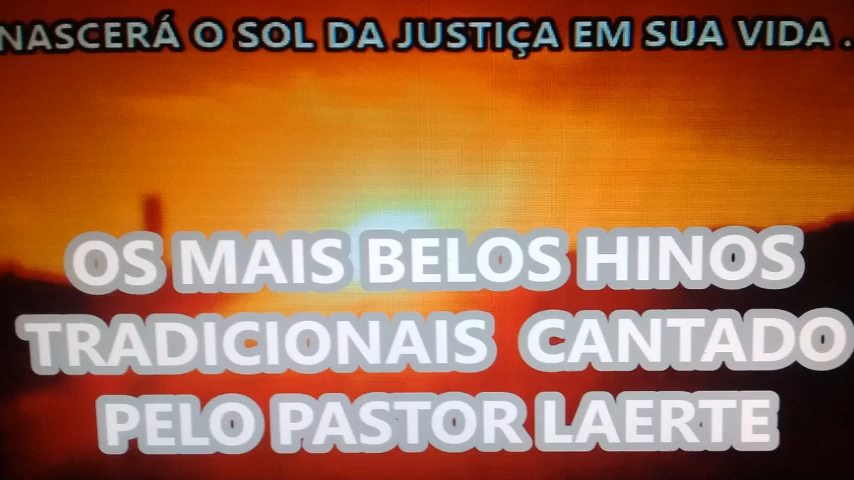 NASCERÁ O SOL DA JUSTIÇA EM SUA VIDA .
OS MAIS BELOS HINOS
TRADICIONAIS CANTADO
PELO PASTOR LAERTE